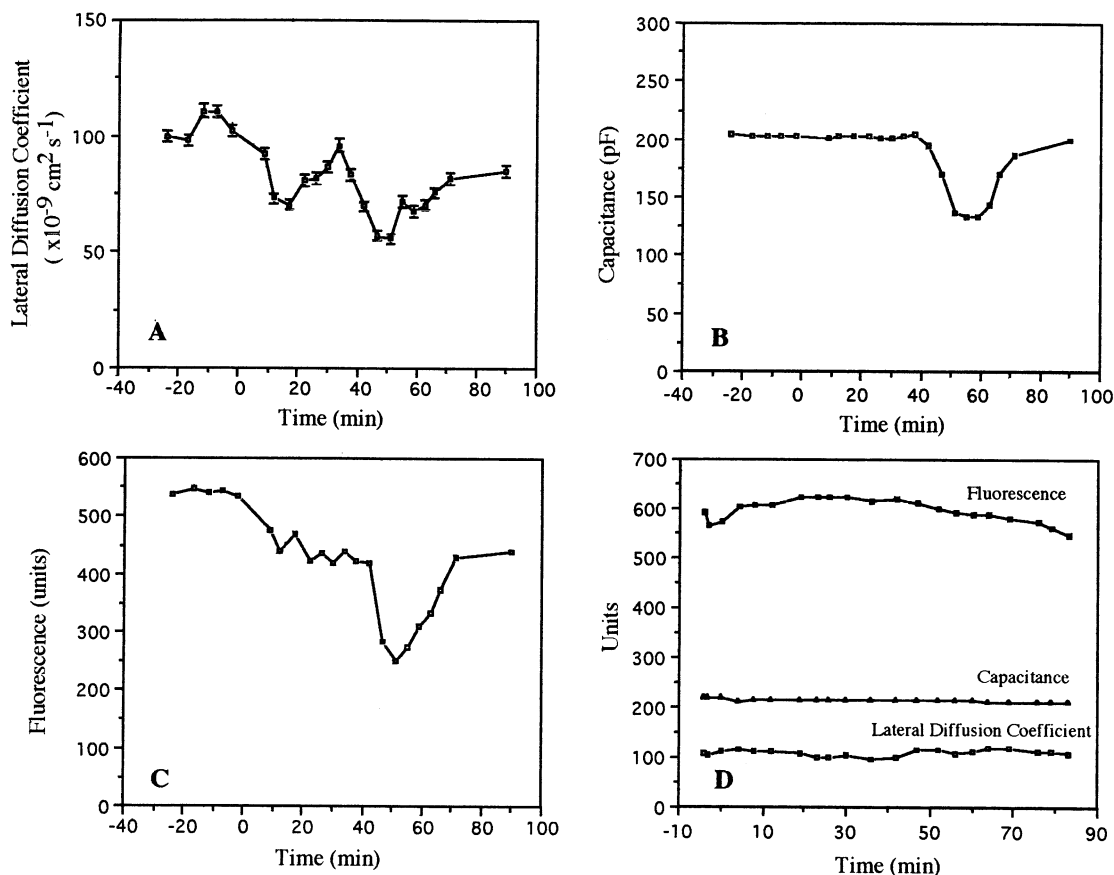 150
100
50
0
-40 -20 0 20 40 60 80 100
Time (min)
Lateral Diffusion Coefficient
( x10⁻⁹ cm² s⁻¹)
A
300
250
200
150
100
50
0
-40 -20 0 20 40 60 80 100
Time (min)
Capacitance (pF)
B
600
500
400
300
200
100
0
-40 -20 0 20 40 60 80 100
Time (min)
Fluorescence (units)
C
700
600
500
400
300
200
100
0
-10 10 30 50 70 90
Time (min)
Units
Fluorescence
Capacitance
Lateral Diffusion Coefficient
D